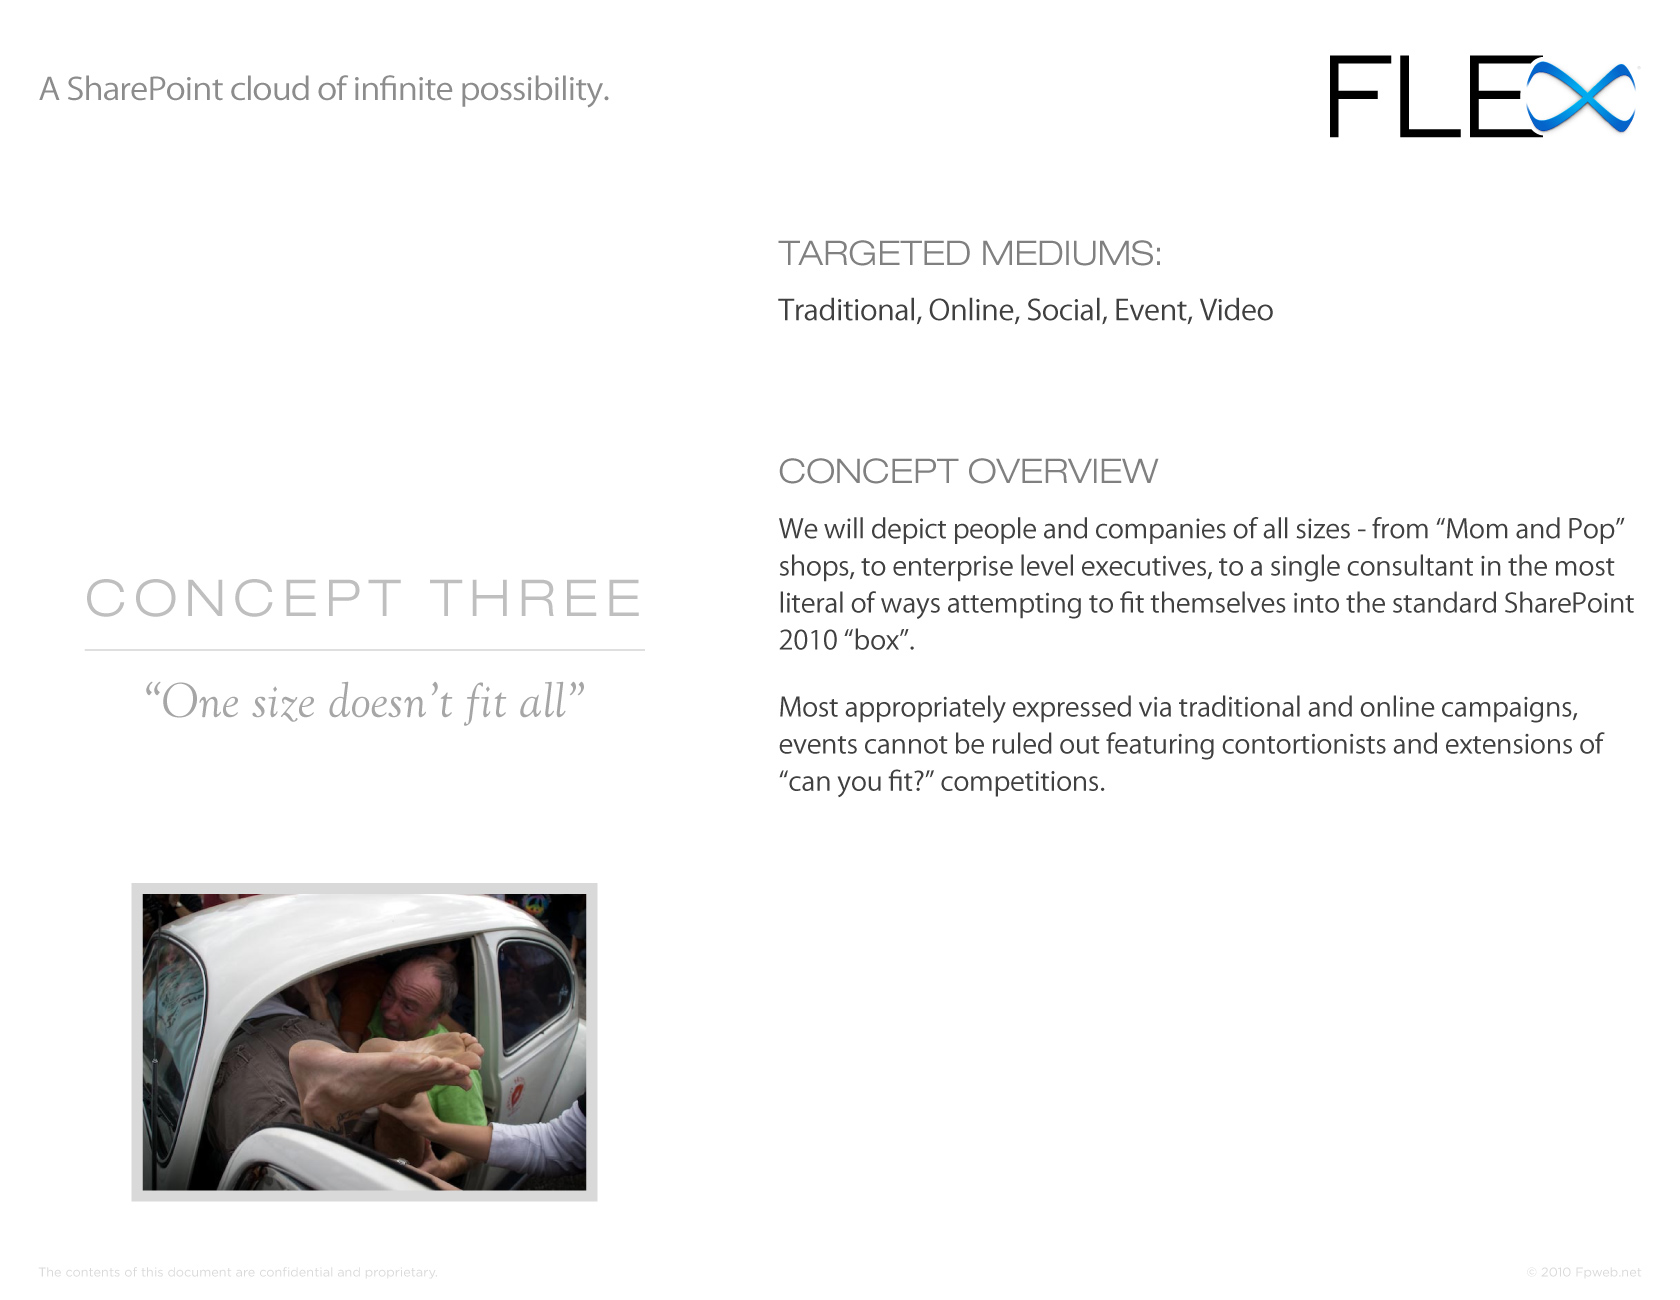 A SharePoint cloud of infinite possibility.
FLEX
TARGETED MEDIUMS:
Traditional, Online, Social, Event, Video
CONCEPT OVERVIEW
We will depict people and companies of all sizes - from “Mom and Pop”
shops, to enterprise level executives, to a single consultant in the most
literal of ways attempting to fit themselves into the standard SharePoint
2010 “box”.
Most appropriately expressed via traditional and online campaigns,
events cannot be ruled out featuring contortionists and extensions of
“can you fit?” competitions.
CONCEPT THREE
“One size doesn’t fit all”
The contents of this document are confidential and proprietary.
© 2010 Fpweb.net